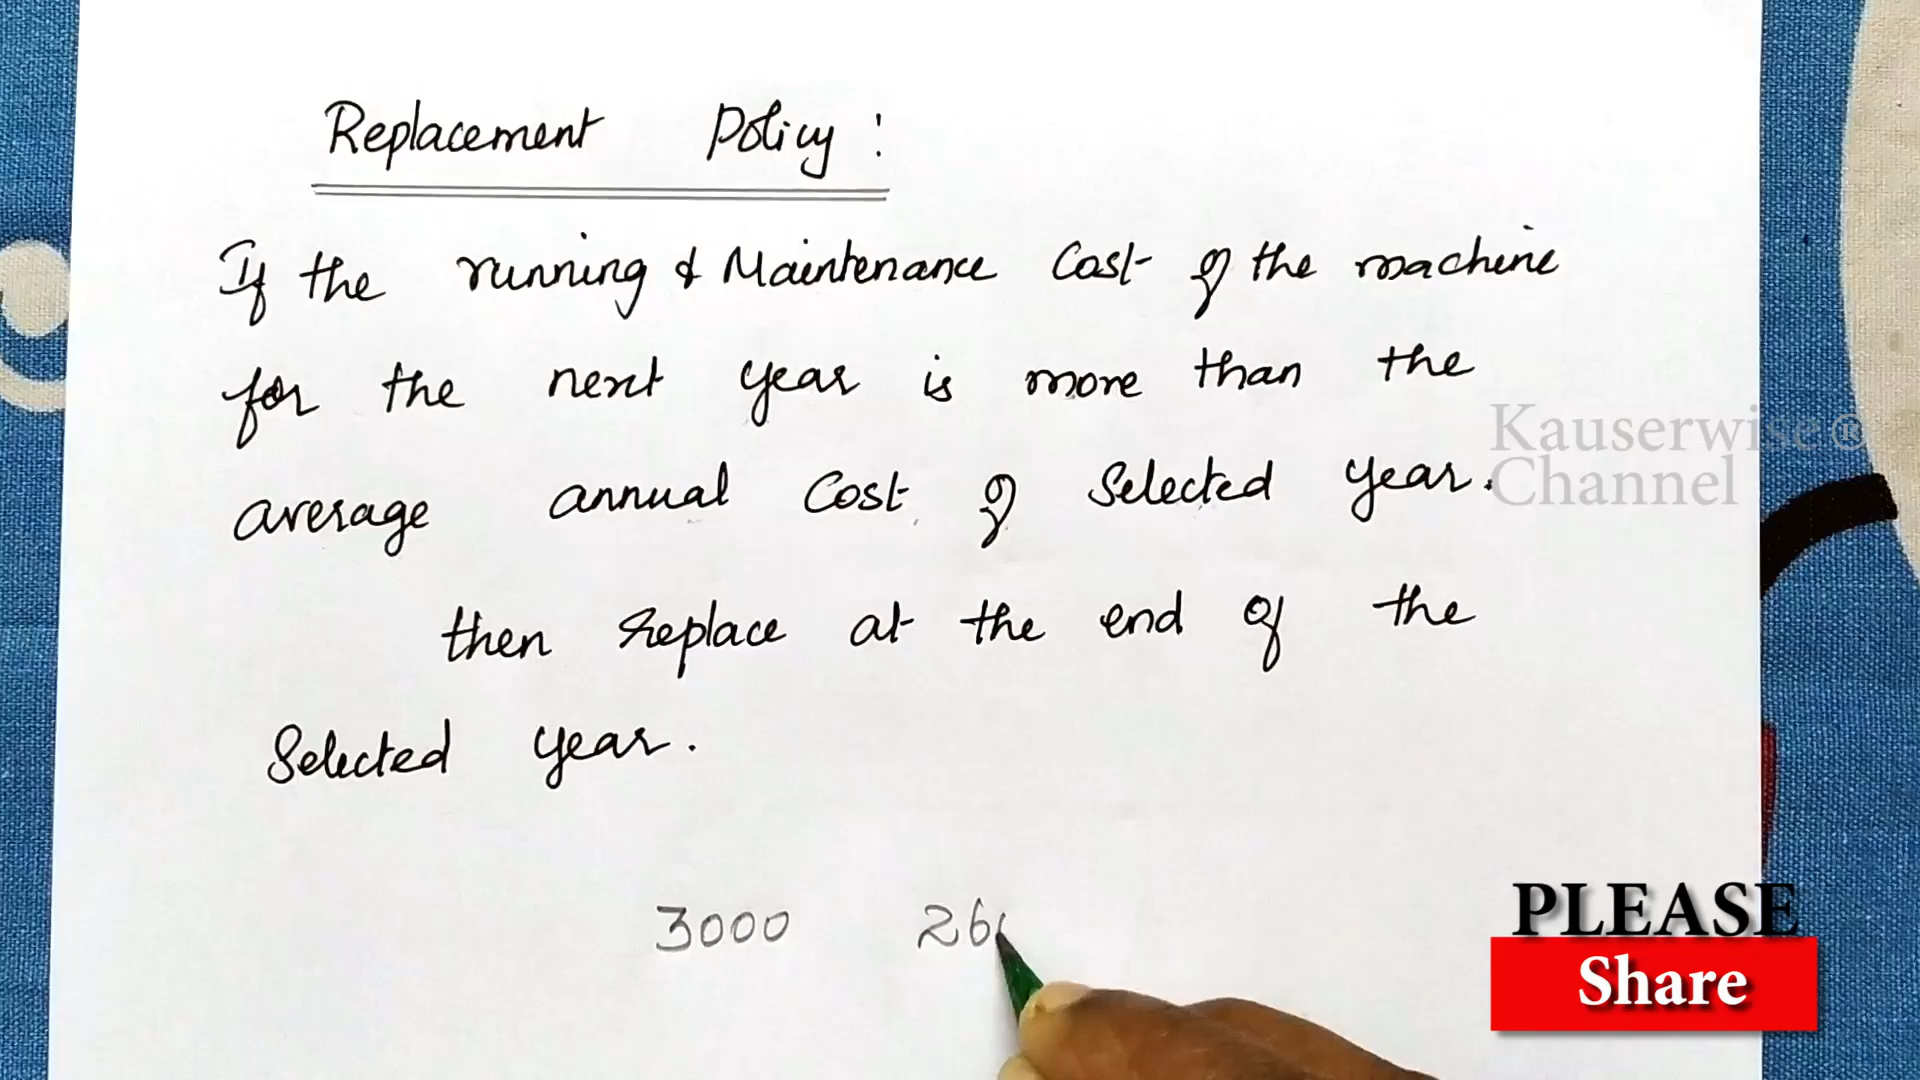 Replacement Policy:
If the running & Maintenance Cost of the machine
for the next year is more than the
average annual Cost of Selected year.
then replace at the end of the
Selected year.
3000 26
Kauserwise®
Channel
PLEASE
Share